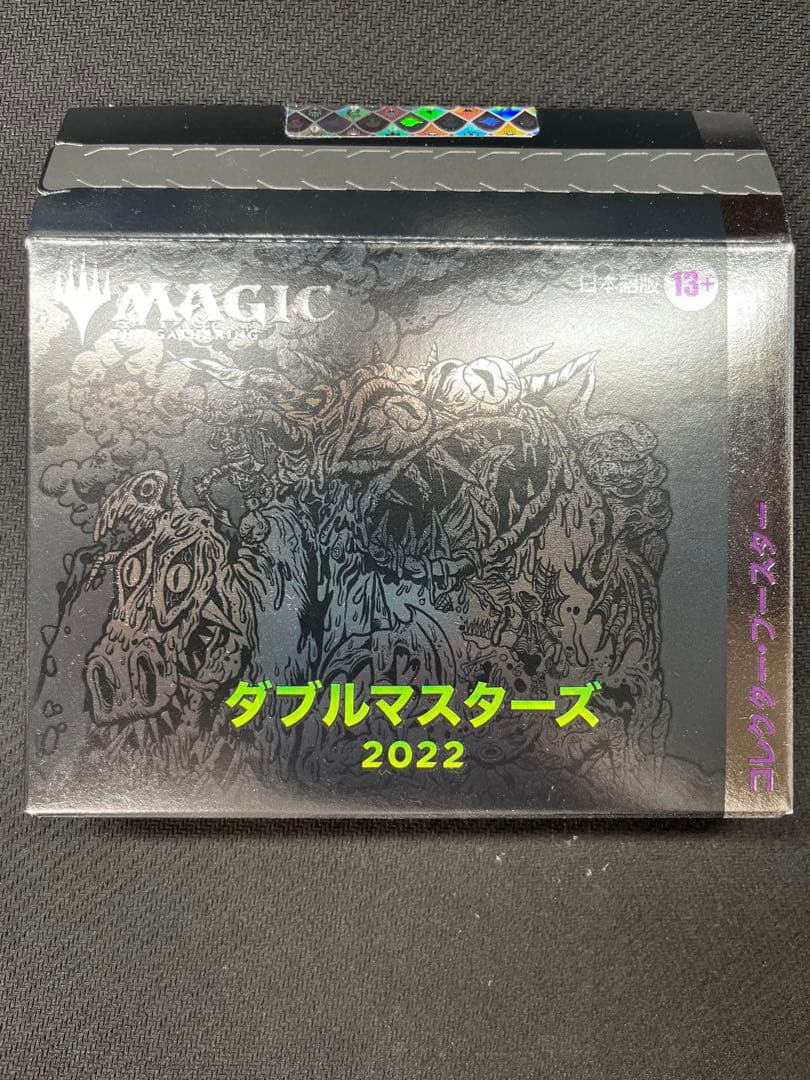 MAGIC
THE GATHERING
日本語版 13+
ダブルマスターズ
2022
コレクター・ブースター